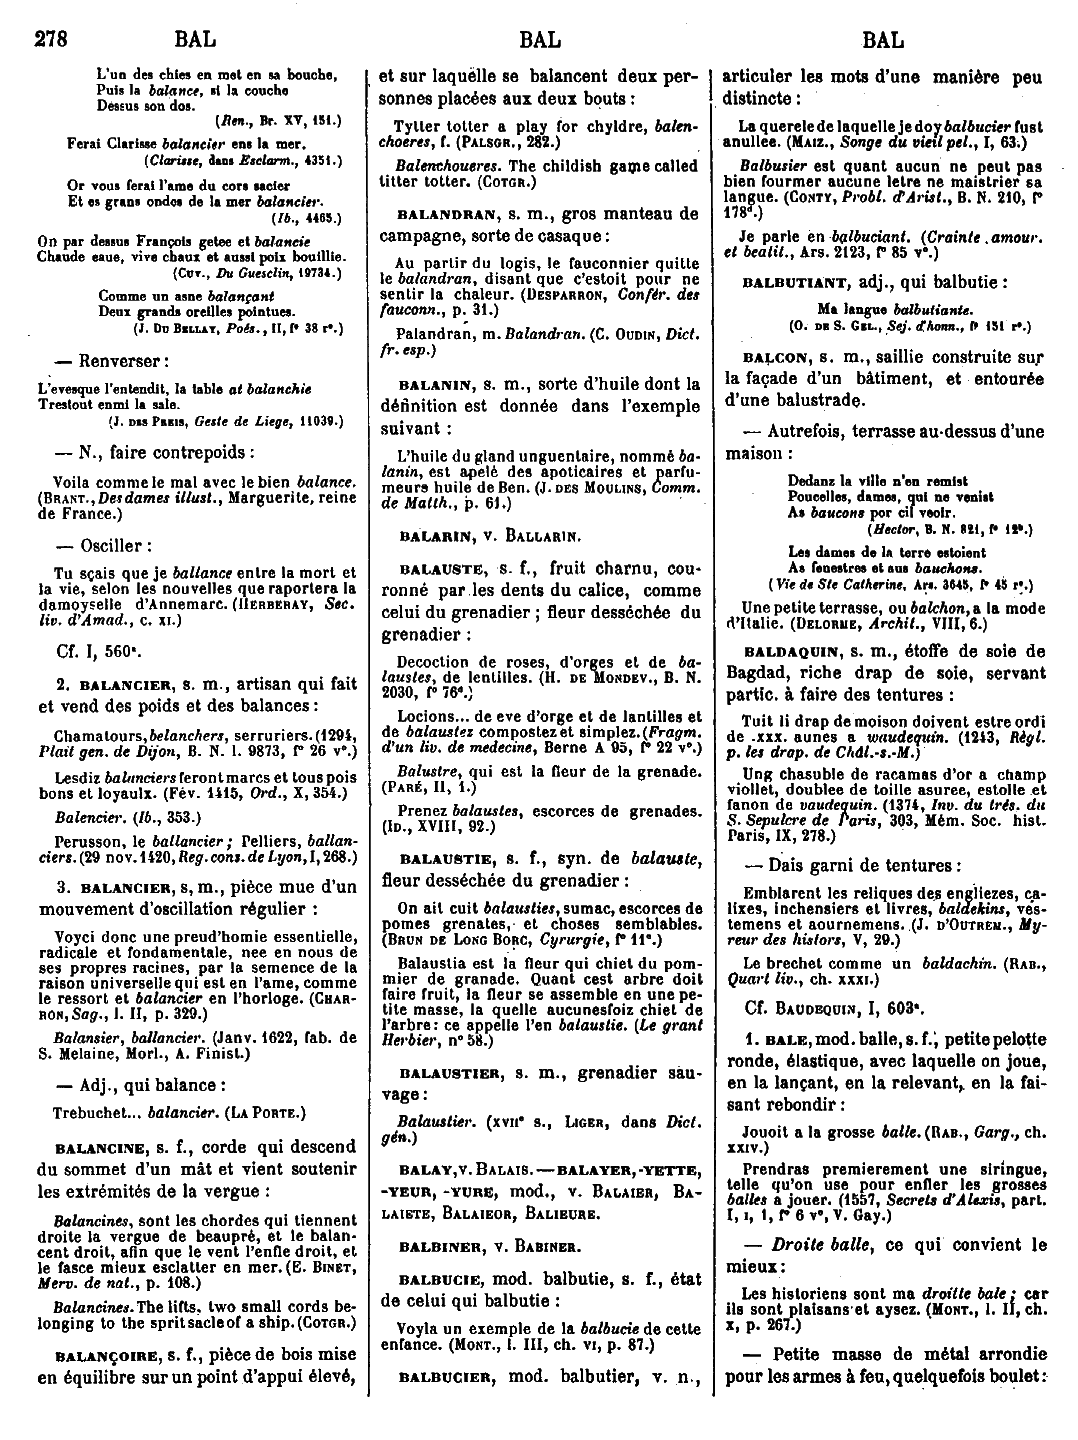 278 BAL BAL BAL
L'un des chies en met en sa bouche,
Puis la balance, si la couche
Dessus son dos.
(Ren., Br. XV, 151.)
Ferai Clarisse balancier ens la mer.
(Clarisse, dans Esclarm., 4351.)
Or vous ferai l'ame du cors sacier
Et es grans ondes de la mer balancier.
(Ib., 4465.)
On par dessus François getee et balancie
Chaude eaue, vive chaux et aussi poix bouillie.
(Cuv., Du Guesclin, 19734.)
Comme un asne balançant
Deux grands oreilles pointues.
(J. Du Bellay, Poés., II, f° 38 r°.)
— Renverser :
L'evesque l'entendit, la table at balanchie
Trestout enmi la sale.
(J. des Preis, Geste de Liege, 11039.)
— N., faire contrepoids :
Voila comme le mal avec le bien balance.
(Brant., Des dames illust., Marguerite, reine
de France.)
— Osciller :
Tu sçais que je ballance entre la mort et
la vie, selon les nouvelles que raportera la
damoyselle d'Annemarc. (Herberay, Sec.
liv. d'Amad., c. xi.)
Cf. I, 560ᵃ.
2. BALANCIER, s. m., artisan qui fait
et vend des poids et des balances :
Chamatours, belanchers, serruriers. (1294,
Plait gen. de Dijon, B. N. l. 9873, f° 26 v°.)
Lesdiz balanciers feront marcs et tous pois
bons et loyaulx. (Fév. 1415, Ord., X, 354.)
Balencier. (Ib., 353.)
Perusson, le ballancier ; Pelliers, ballan-
ciers. (29 nov. 1420, Reg. cons. de Lyon, I, 268.)
3. BALANCIER, s, m., pièce mue d'un
mouvement d'oscillation régulier :
Voyci donc une preud'homie essentielle,
radicale et fondamentale, nee en nous de
ses propres racines, par la semence de la
raison universelle qui est en l'ame, comme
le ressort et balancier en l'horloge. (Char-
ron, Sag., l. II, p. 329.)
Balansier, ballancier. (Janv. 1622, fab. de
S. Melaine, Morl., A. Finist.)
— Adj., qui balance :
Trebuchet... balancier. (La Porte.)
BALANCINE, s. f., corde qui descend
du sommet d'un mât et vient soutenir
les extrémités de la vergue :
Balancines, sont les chordes qui tiennent
droite la vergue de beaupré, et le balan-
cent droit, afin que le vent l'enfle droit, et
le fasce mieux esclatter en mer. (E. Binet,
Merv. de nat., p. 108.)
Balancines. The lifts, two small cords be-
longing to the spritsacle of a ship. (Cotgr.)
BALANÇOIRE, s. f., pièce de bois mise
en équilibre sur un point d'appui élevé,
et sur laquelle se balancent deux per-
sonnes placées aux deux bouts :
Tytter totter a play for chyldre, balen-
choeres, f. (Palsgr., 282.)
Balenchoueres. The childish game called
titter totter. (Cotgr.)
BALANDRAN, s. m., gros manteau de
campagne, sorte de casaque :
Au partir du logis, le fauconnier quitte
le balandran, disant que c'estoit pour ne
sentir la chaleur. (Desparron, Confér. des
fauconn., p. 31.)
Palandran, m. Balandran. (C. Oudin, Dict.
fr. esp.)
BALANIN, s. m., sorte d'huile dont la
définition est donnée dans l'exemple
suivant :
L'huile du gland unguentaire, nommé ba-
lanin, est apelé des apoticaires et parfu-
meurs huile de Ben. (J. des Moulins, Comm.
de Matth., p. 61.)
BALARIN, v. Ballarin.
BALAUSTE, s. f., fruit charnu, cou-
ronné par les dents du calice, comme
celui du grenadier ; fleur desséchée du
grenadier :
Decoction de roses, d'orges et de ba-
laustes, de lentilles. (H. de Mondev., B. N.
2030, f° 76ᵈ.)
Locions... de eve d'orge et de lantilles et
de balaustez compostez et simplez. (Fragm.
d'un liv. de medecine, Berne A 95, f° 22 v°.)
Balustre, qui est la fleur de la grenade.
(Paré, II, 1.)
Prenez balaustes, escorces de grenades.
(Id., XVIII, 92.)
BALAUSTIE, s. f., syn. de balauste,
fleur desséchée du grenadier :
On ait cuit balausties, sumac, escorces de
pomes grenates, et choses semblables.
(Brun de Long Borc, Cyrurgie, f° 11ᵉ.)
Balaustia est la fleur qui chiet du pom-
mier de granade. Quant cest arbre doit
faire fruit, la fleur se assemble en une pe-
tite masse, la quelle aucunesfoiz chiet de
l'arbre : ce appelle l'en balaustie. (Le grant
Herbier, n° 58.)
BALAUSTIER, s. m., grenadier sau-
vage :
Balaustier. (xviiᵉ s., Liger, dans Dict.
gén.)
BALAY, v. Balais. — BALAYER, -YETTE,
-YEUR, -YURE, mod., v. Balaier, Ba-
laiete, Balaieor, Balieure.
BALBINER, v. Babiner.
BALBUCIE, mod. balbutie, s. f., état
de celui qui balbutie :
Voyla un exemple de la balbucie de cette
enfance. (Mont., l. III, ch. vi, p. 87.)
BALBUCIER, mod. balbutier, v. n.,
articuler les mots d'une manière peu
distincte :
La querele de laquelle je doy balbucier fust
anullee. (Maiz., Songe du vieil pel., I, 63.)
Balbusier est quant aucun ne peut pas
bien fourmer aucune letre ne maistrier sa
langue. (Conty, Probl. d'Arist., B. N. 210, f°
178ᵈ.)
Je parle en balbuciant. (Crainte amour.
et beatit., Ars. 2123, f° 85 v°.)
BALBUTIANT, adj., qui balbutie :
Ma langue balbutiante.
(O. de S. Gel., Sej. d'honn., f° 151 r°.)
BALCON, s. m., saillie construite sur
la façade d'un bâtiment, et entourée
d'une balustrade.
— Autrefois, terrasse au-dessus d'une
maison :
Dedanz la ville n'en remist
Poucelles, dames, qui ne venist
As baucons por cil veoir.
(Hector, B. N. 821, f° 12ᵇ.)
Les dames de la terre estoient
As fenestres et aus bauchons.
(Vie de Ste Catherine, Ars. 3645, f° 45 r°.)
Une petite terrasse, ou balchon, a la mode
d'Italie. (Delorme, Archit., VIII, 6.)
BALDAQUIN, s. m., étoffe de soie de
Bagdad, riche drap de soie, servant
partic. à faire des tentures :
Tuit li drap de moison doivent estre ordi
de .xxx. aunes a waudequin. (1243, Règl.
p. les drap. de Châl.-s.-M.)
Ung chasuble de racamas d'or a champ
viollet, doublee de toille asuree, estolle et
fanon de vaudequin. (1374, Inv. du trés. du
S. Sepulcre de Paris, 303, Mém. Soc. hist.
Paris, IX, 278.)
— Dais garni de tentures :
Emblarent les reliques des engliezes, ca-
lixes, inchensiers et livres, baldekins, ves-
temens et aournemens. (J. d'Outrem., My-
reur des histors, V, 29.)
Le brechet comme un baldachin. (Rab.,
Quart liv., ch. xxxi.)
Cf. Baudequin, I, 603ᵃ.
1. BALE, mod. balle, s. f., petite pelotte
ronde, élastique, avec laquelle on joue,
en la lançant, en la relevant, en la fai-
sant rebondir :
Jouoit a la grosse balle. (Rab., Garg., ch.
xxiv.)
Prendras premierement une siringue,
telle qu'on use pour enfler les grosses
balles a jouer. (1557, Secrets d'Alexis, part.
I, i, 1, f° 6 v°, V. Gay.)
— Droite balle, ce qui convient le
mieux :
Les historiens sont ma droitte bale ; car
ils sont plaisans et aysez. (Mont., l. II, ch.
x, p. 267.)
— Petite masse de métal arrondie
pour les armes à feu, quelquefois boulet :